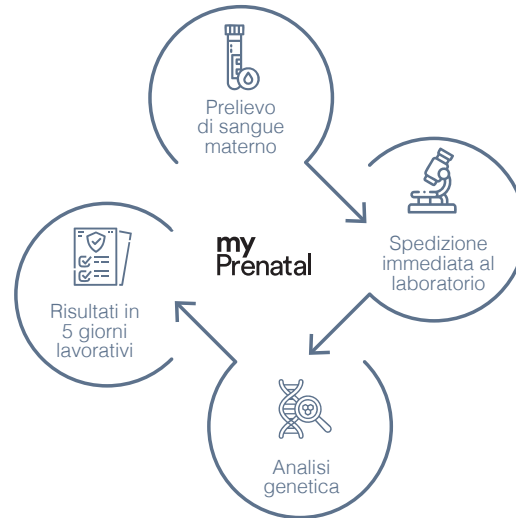 Prelievo
di sangue
materno
Spedizione
immediata al
laboratorio
my
Prenatal
Risultati in
5 giorni
lavorativi
Analisi
genetica